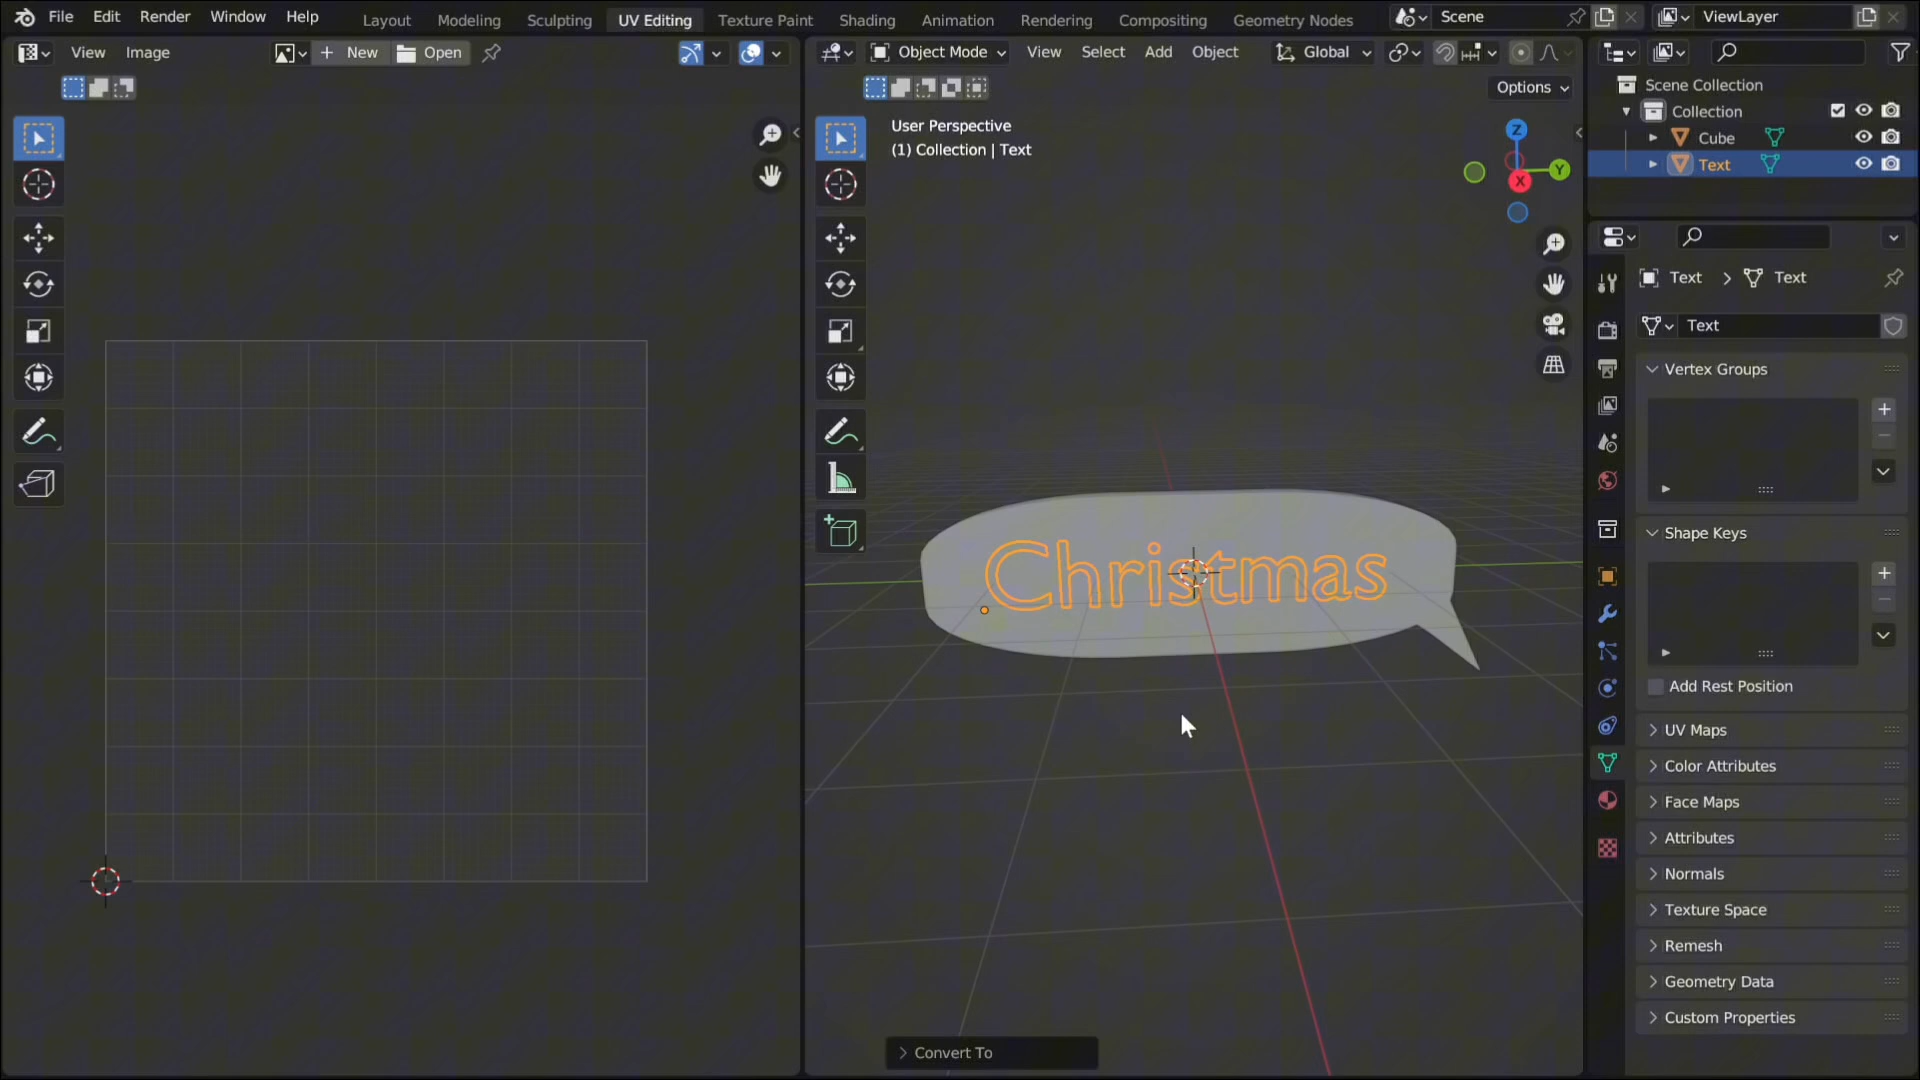 File Edit Render Window Help Layout Modeling Sculpting UV Editing Texture Paint Shading Animation Rendering Compositing Geometry Nodes Scene ViewLayer
View Image New Open Object Mode View Select Add Object Global
Options
User Perspective
(1) Collection | Text
Z
Y
X
Christmas
Convert To
Scene Collection
Collection
Cube
Text
Text Text
Text
Vertex Groups
Shape Keys
Add Rest Position
UV Maps
Color Attributes
Face Maps
Attributes
Normals
Texture Space
Remesh
Geometry Data
Custom Properties